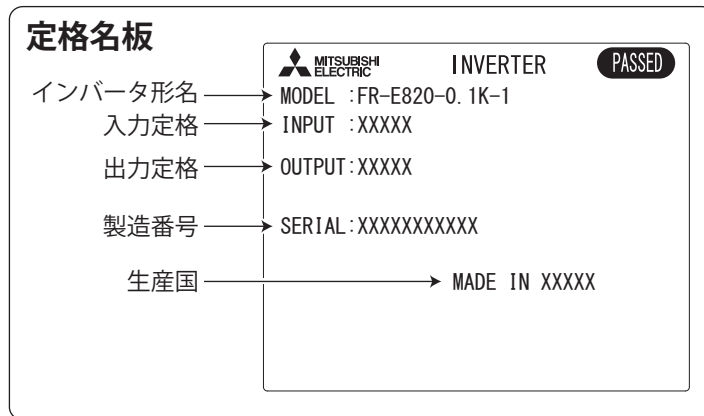 定格名板
MITSUBISHI
ELECTRIC
INVERTER
PASSED
インバータ形名
MODEL :FR-E820-0.1K-1
入力定格
INPUT :XXXXX
出力定格
OUTPUT:XXXXX
製造番号
SERIAL:XXXXXXXXXXX
生産国
MADE IN XXXXX